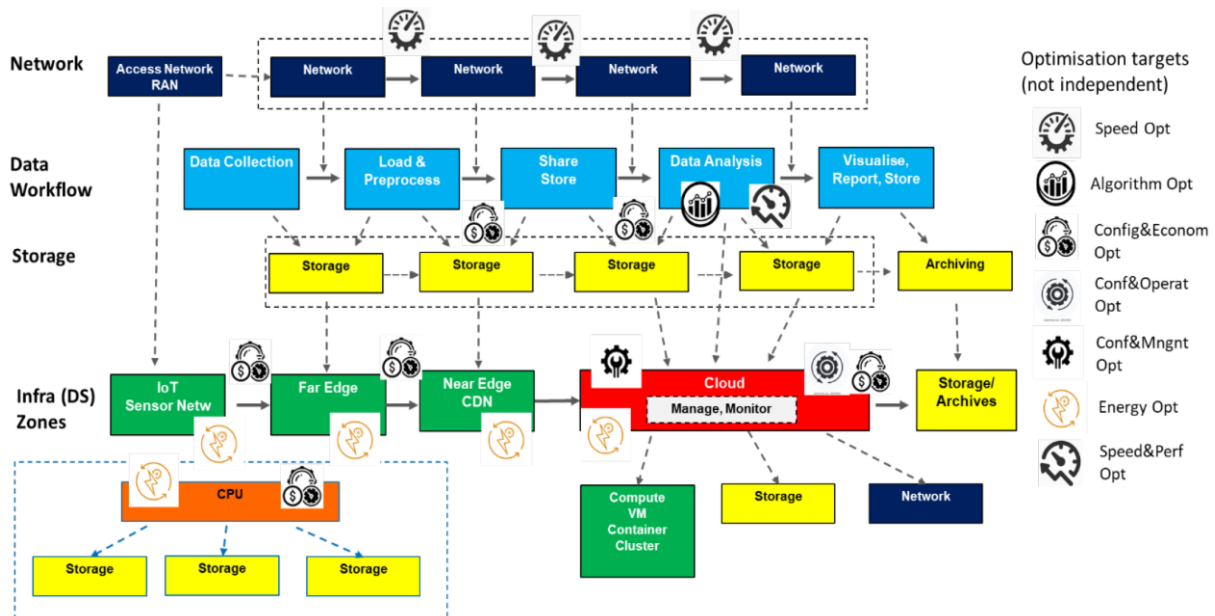 Network
Access Network
RAN
Network
Network
Network
Network
Optimisation targets
(not independent)
Speed Opt
Data
Workflow
Data Collection
Load &
Preprocess
Share
Store
Data Analysis
Visualise,
Report, Store
Algorithm Opt
$
$
Storage
Storage
Storage
Storage
Storage
Archiving
$
Config&Econom
Opt
Conf&Operat
Opt
Conf&Mngnt
Opt
Infra (DS)
Zones
IoT
Sensor Netw
$
Far Edge
$
Near Edge
CDN
Cloud
Manage, Monitor
$
Storage/
Archives
Energy Opt
Speed&Perf
Opt
CPU
$
Storage
Storage
Storage
Compute
VM
Container
Cluster
Storage
Network